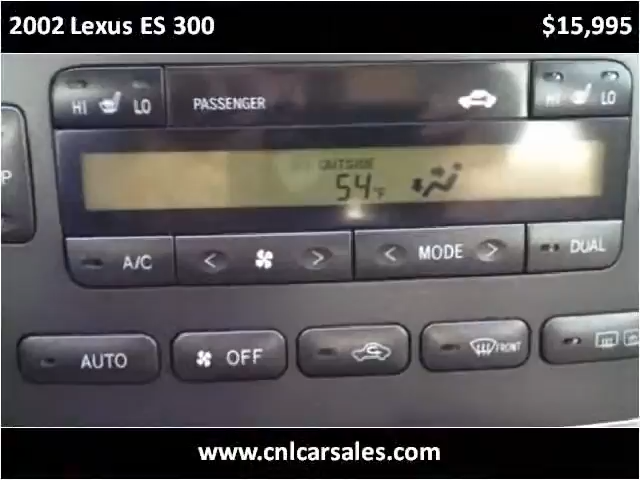 2002 Lexus ES 300 $15,995
HI LO PASSENGER HI LO
P
OUTSIDE
54°F
A/C < > < MODE > DUAL
AUTO OFF FRONT
www.cnlcarsales.com